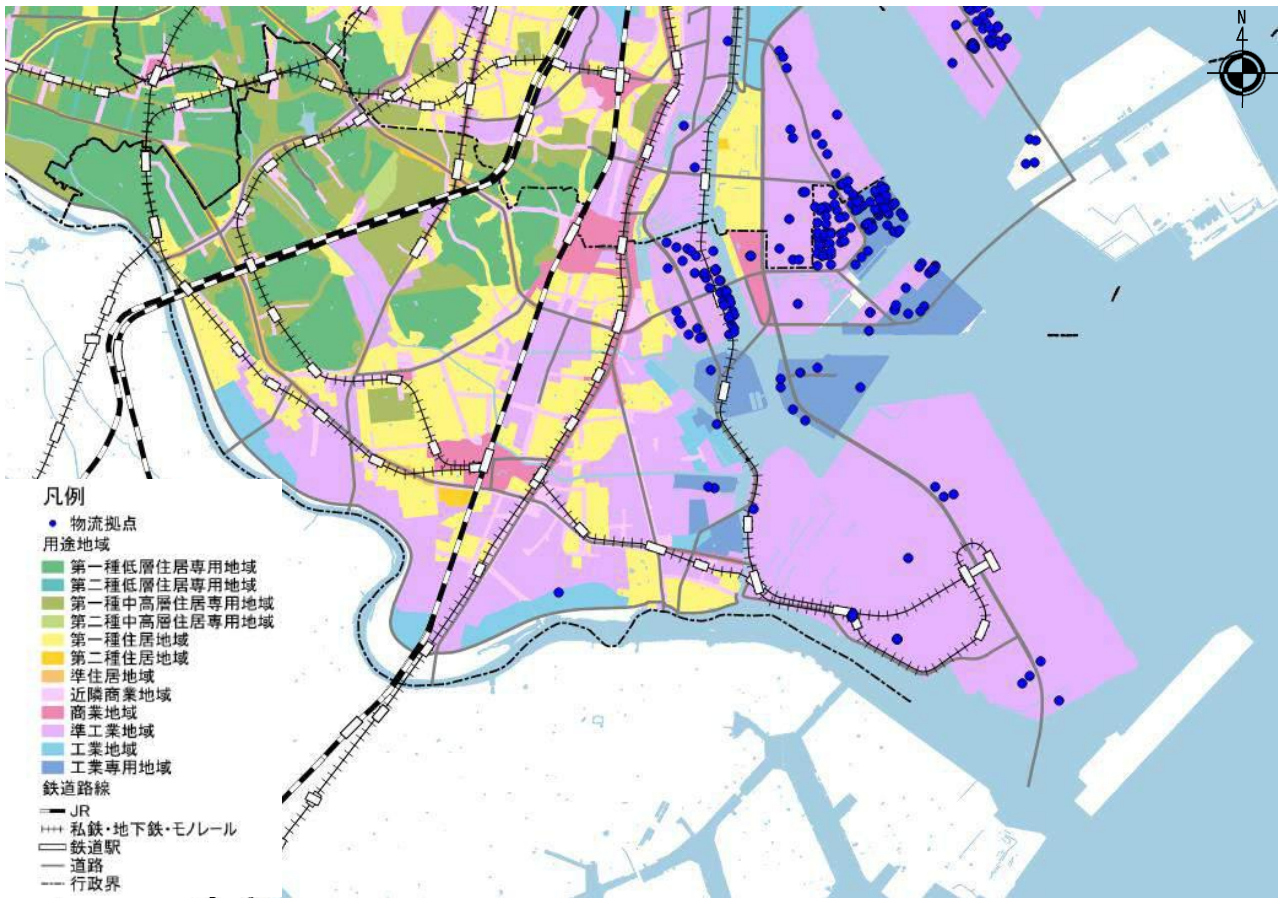 N
凡例
物流拠点
用途地域
第一種低層住居専用地域
第二種低層住居専用地域
第一種中高層住居専用地域
第二種中高層住居専用地域
第一種住居地域
第二種住居地域
準住居地域
近隣商業地域
商業地域
準工業地域
工業地域
工業専用地域
鉄道路線
JR
私鉄・地下鉄・モノレール
鉄道駅
道路
行政界